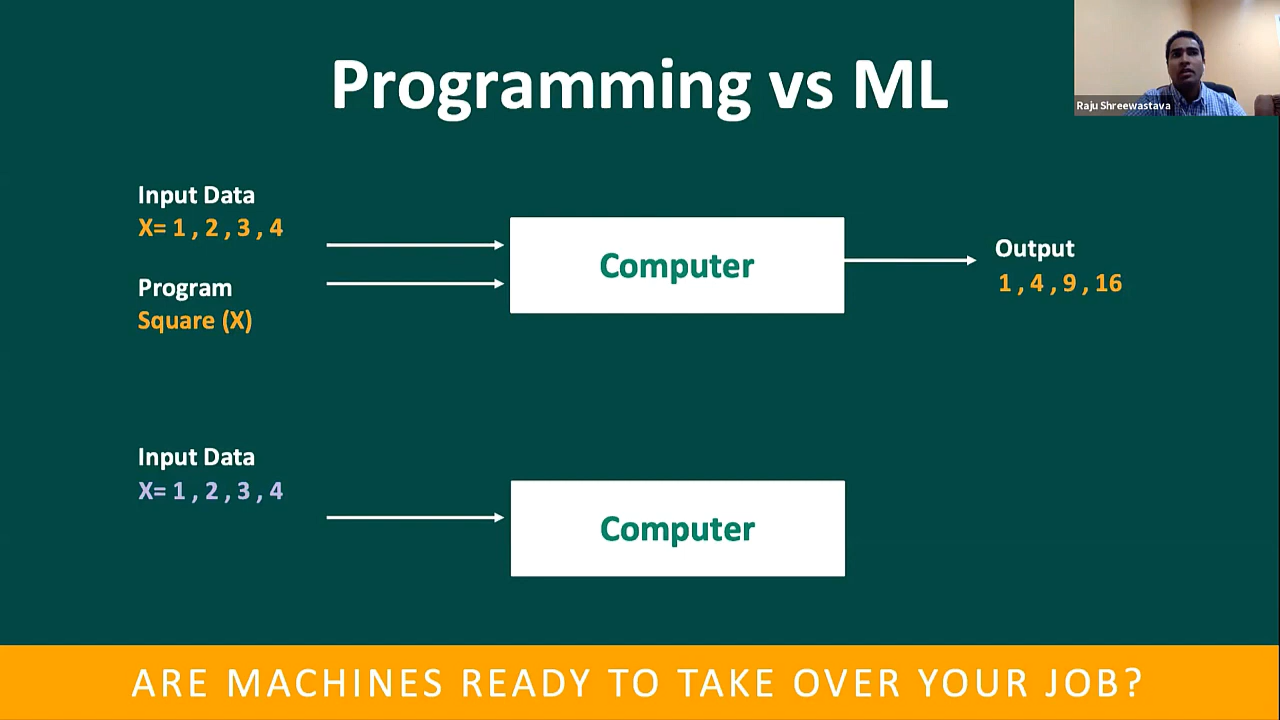 Programming vs ML
Raju Shreewastava
Input Data
X= 1 , 2 , 3 , 4
Program
Square (X)
Computer
Output
1 , 4 , 9 , 16
Input Data
X= 1 , 2 , 3 , 4
Computer
ARE MACHINES READY TO TAKE OVER YOUR JOB?